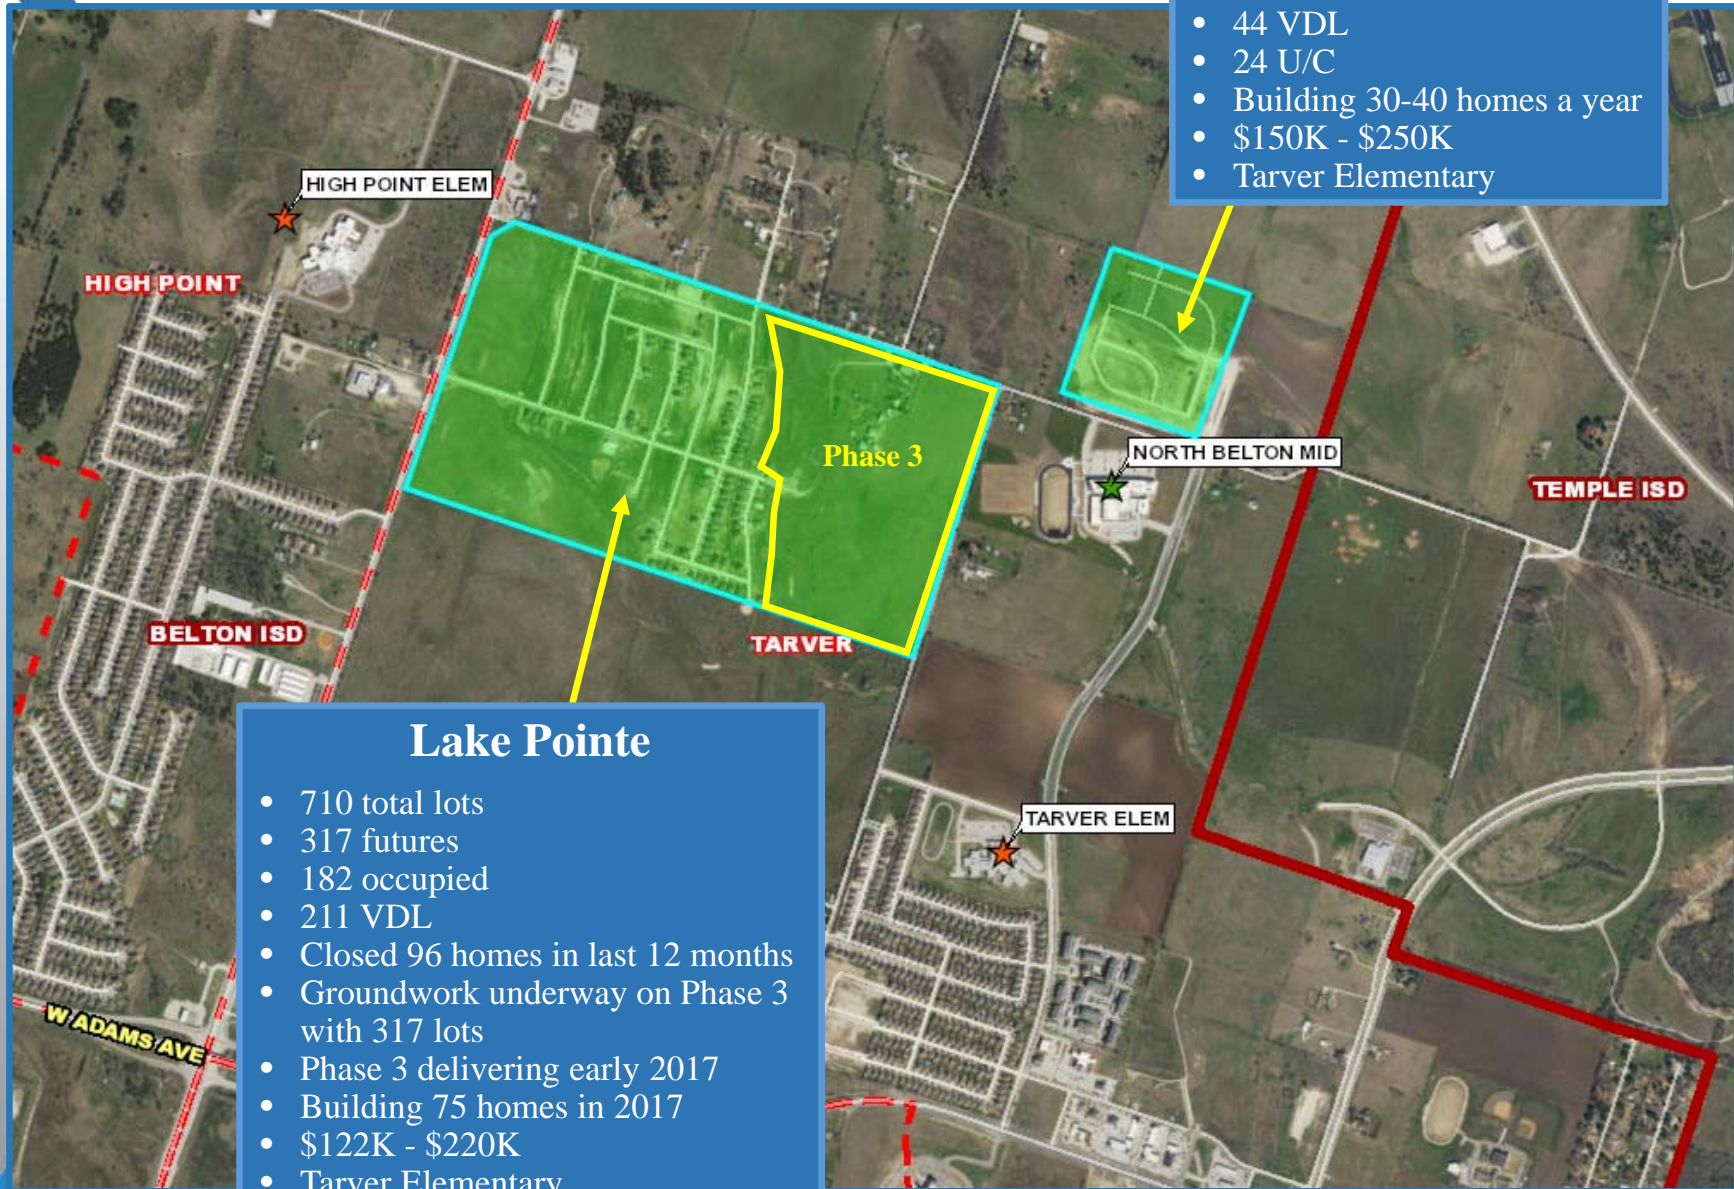 • 44 VDL
• 24 U/C
• Building 30-40 homes a year
• $150K - $250K
• Tarver Elementary
HIGH POINT ELEM
HIGH POINT
Phase 3
NORTH BELTON MID
TEMPLE ISD
BELTON ISD
TARVER
Lake Pointe
• 710 total lots
• 317 futures
• 182 occupied
• 211 VDL
• Closed 96 homes in last 12 months
• Groundwork underway on Phase 3
with 317 lots
• Phase 3 delivering early 2017
• Building 75 homes in 2017
• $122K - $220K
• Tarver Elementary
TARVER ELEM
W ADAMS AVE